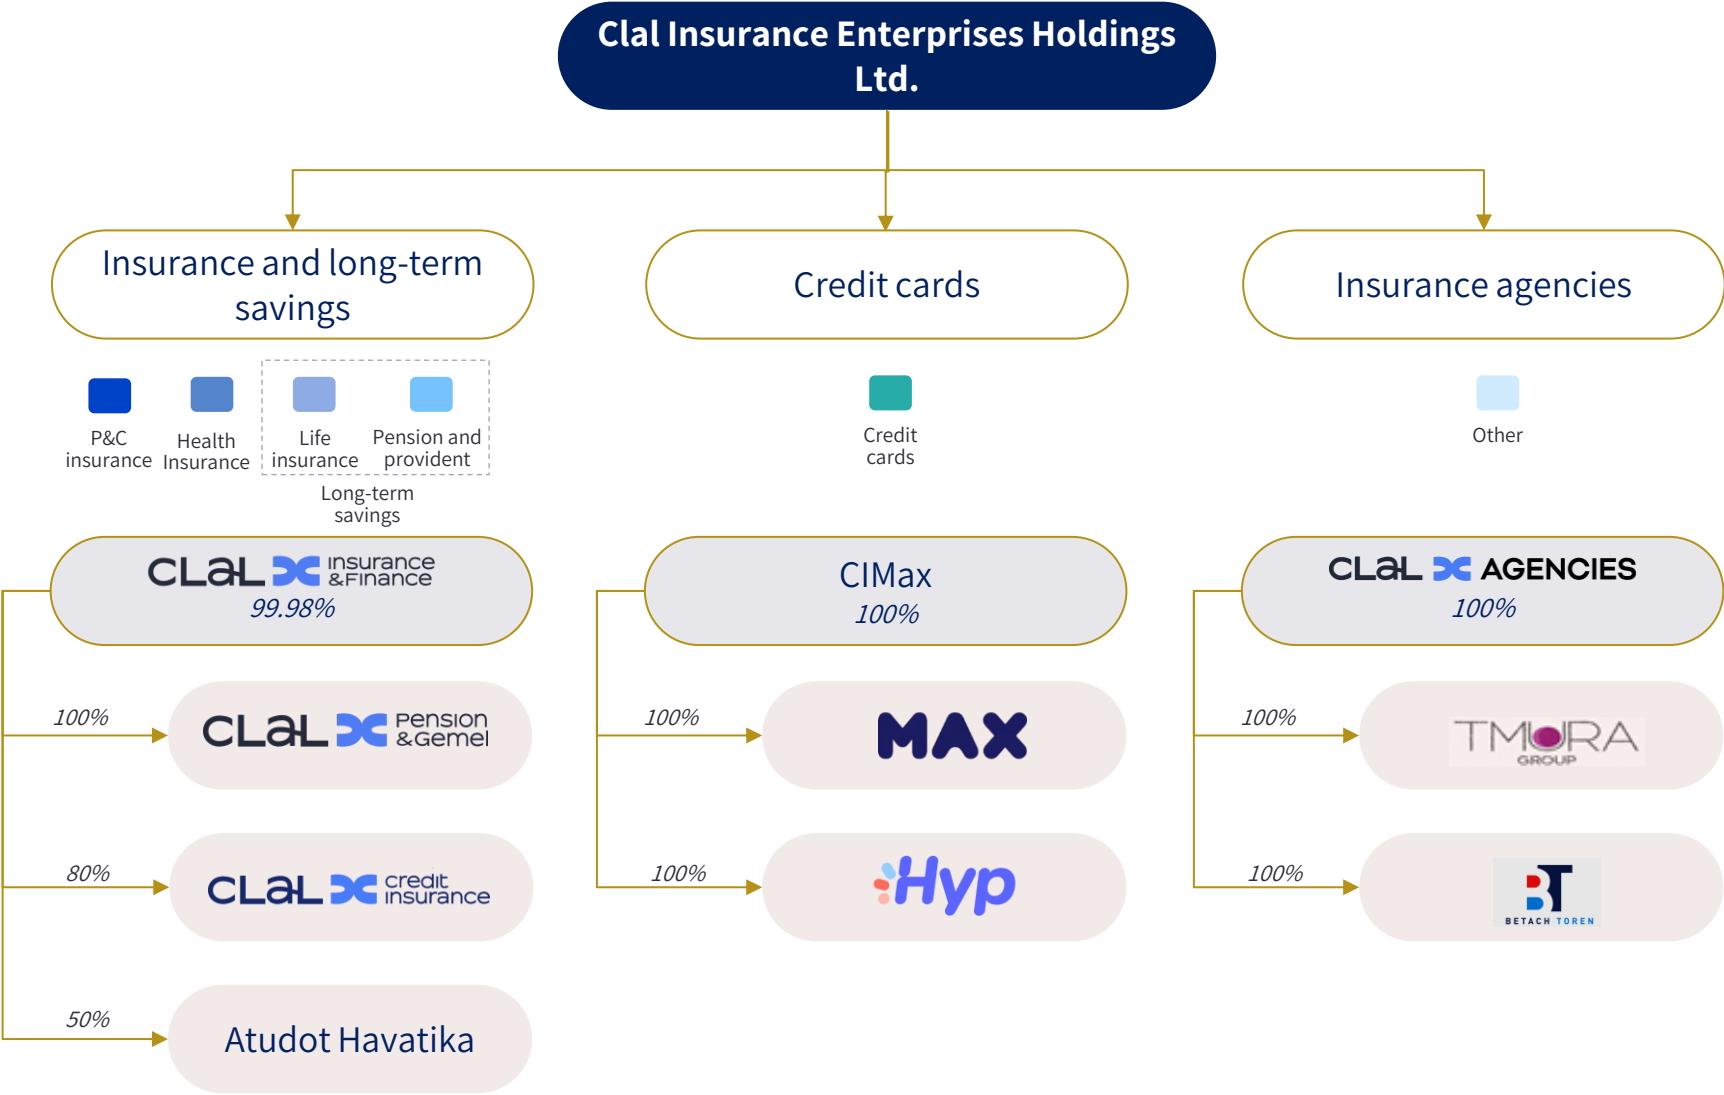 Clal Insurance Enterprises Holdings
Ltd.
Insurance and long-term
savings
Credit cards
Insurance agencies
P&C
insurance
Health
Insurance
Life
insurance
Pension and
provident
Long-term
savings
Credit
cards
Other
CLaL insurance
&Finance
99.98%
CIMax
100%
CLaL AGENCIES
100%
100%
CLaL Pension
&Gemel
100%
MAX
100%
TMURA
GROUP
80%
CLaL credit
insurance
100%
Hyp
100%
BT
BETACH TOREN
50%
Atudot Havatika